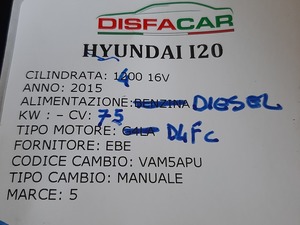 DISFACAR
HYUNDAI I20
CILINDRATA: 1400 16V
ANNO: 2015
ALIMENTAZIONE: BENZINA DIESEL
KW : - CV: 75
TIPO MOTORE: G4LA D4FC
FORNITORE: EBE
CODICE CAMBIO: VAM5APU
TIPO CAMBIO: MANUALE
MARCE: 5